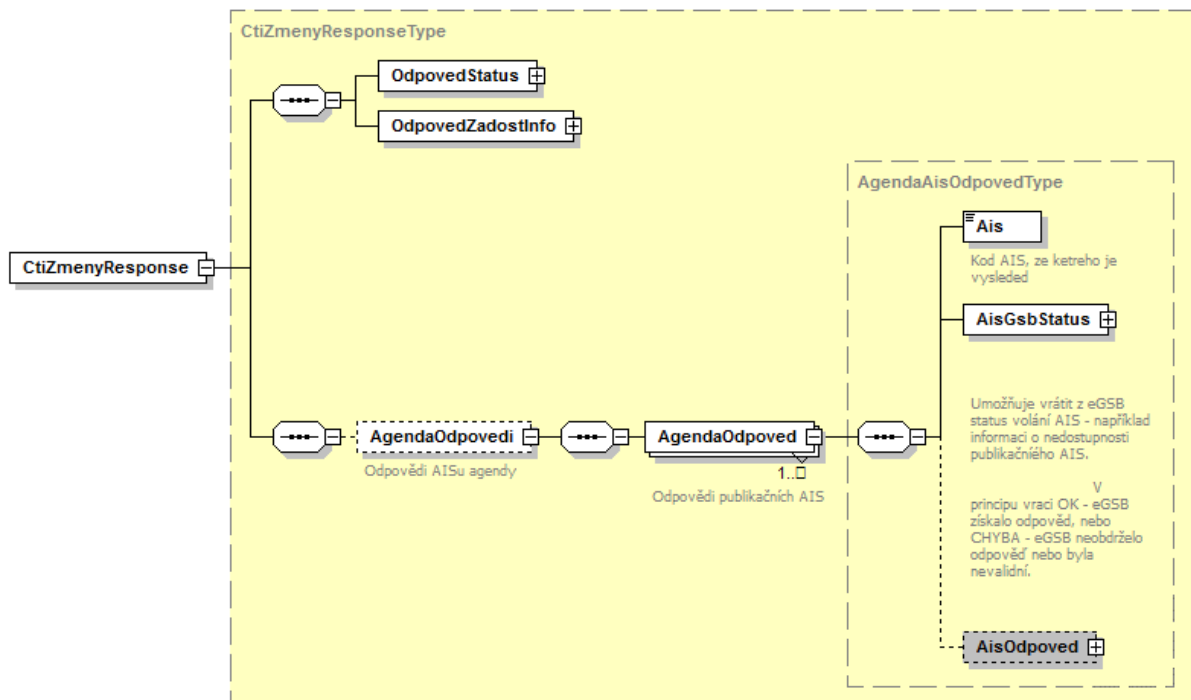 CtiZmenyResponseType
OdpovedStatus
OdpovedZadostInfo
AgendaAisOdpovedType
Ais
Kod AIS, ze ketreho je
vysleded
CtiZmenyResponse
AisGsbStatus
Umožňuje vrátit z eGSB
status volání AIS - například
informaci o nedostupnosti
publikačního AIS.
V
principu vraci OK - eGSB
získalo odpověd, nebo
CHYBA - eGSB neobdrželo
odpověď nebo byla
nevalidní.
AgendaOdpovedi
Odpovědi AISu agendy
AgendaOdpoved
1..
Odpovědi publikačních AIS
AisOdpoved